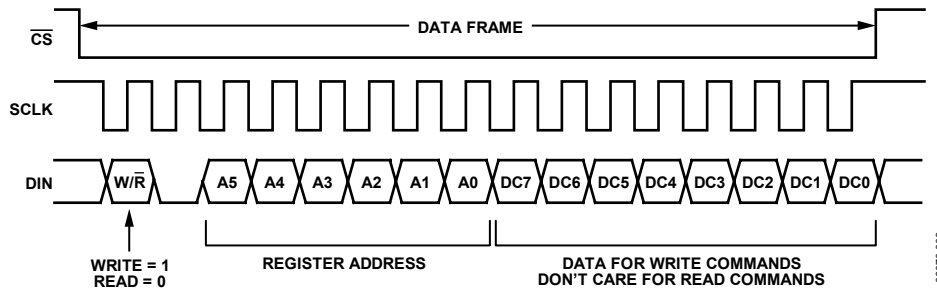 DATA FRAME
CS
SCLK
DIN W/R A5 A4 A3 A2 A1 A0 DC7 DC6 DC5 DC4 DC3 DC2 DC1 DC0
WRITE = 1
READ = 0
REGISTER ADDRESS
DATA FOR WRITE COMMANDS
DON'T CARE FOR READ COMMANDS